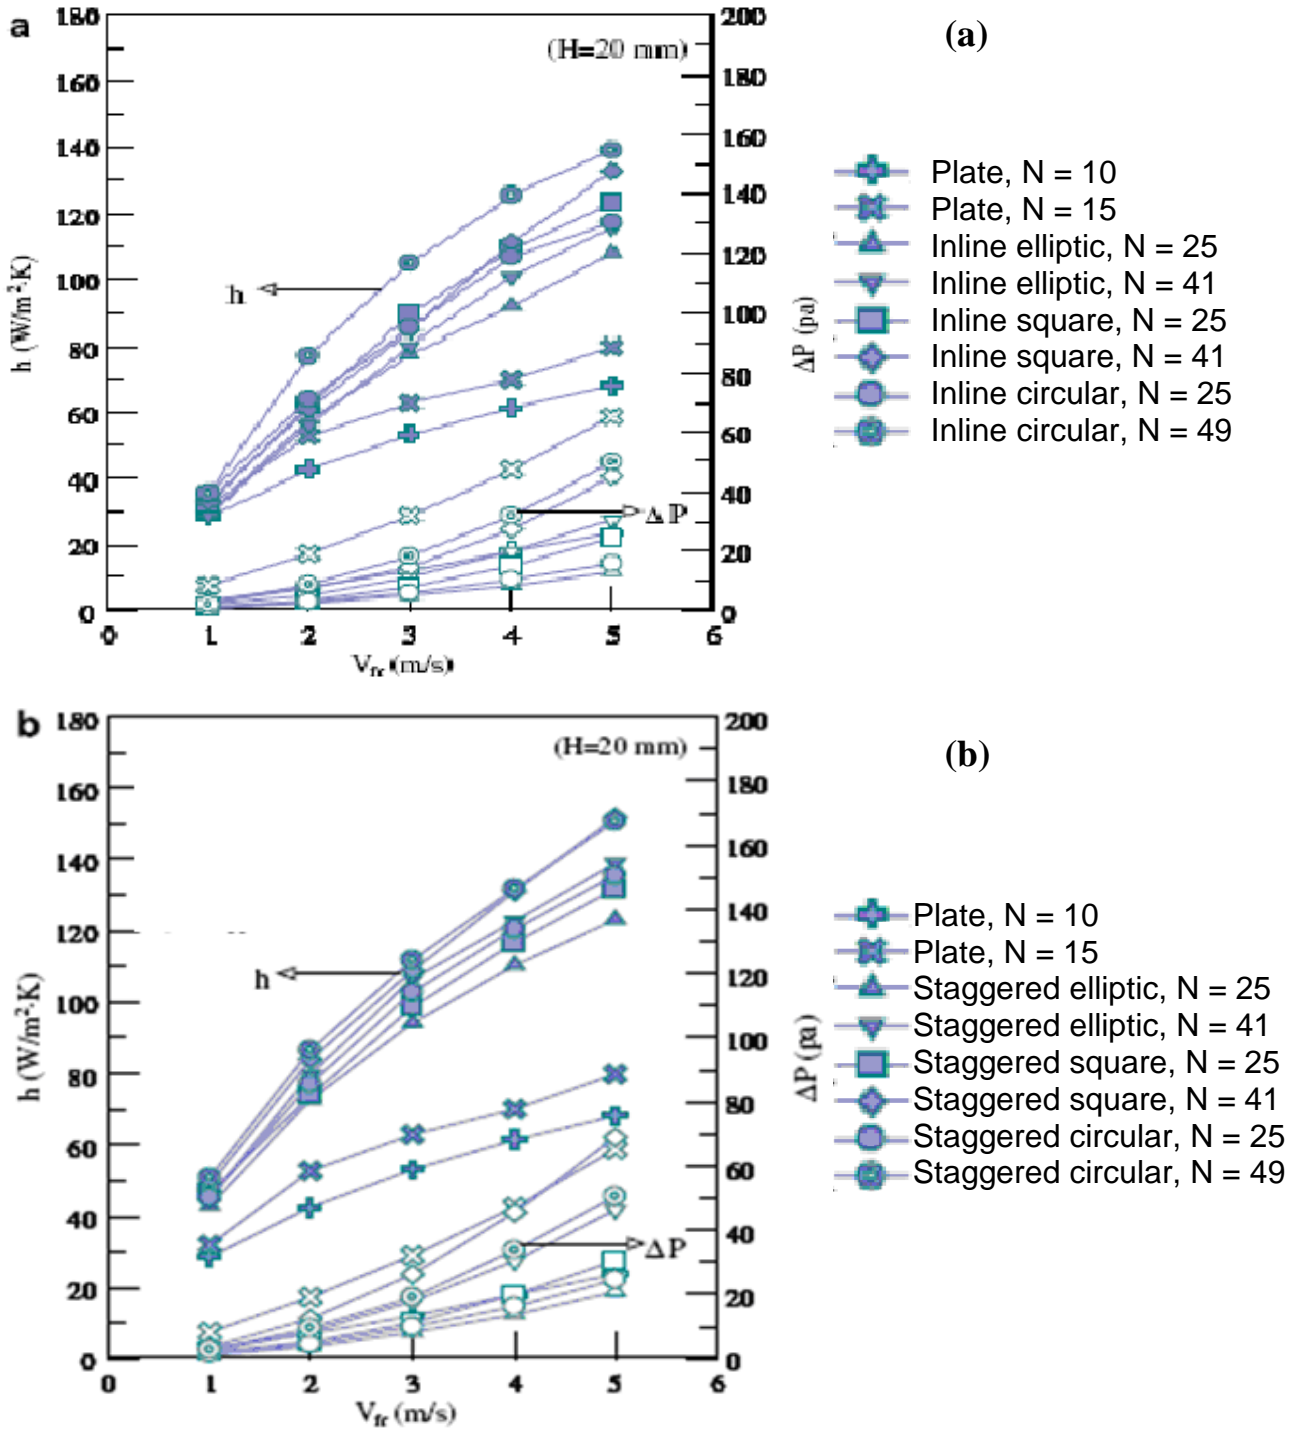 a
(H=20 mm)
(a)
180
160
140
120
100
80
60
40
20
0
h (W/m²·K)
h
ΔP
200
180
160
140
120
100
80
60
40
20
0
ΔP (pa)
0 1 2 3 4 5 6
V_fr (m/s)
Plate, N = 10
Plate, N = 15
Inline elliptic, N = 25
Inline elliptic, N = 41
Inline square, N = 25
Inline square, N = 41
Inline circular, N = 25
Inline circular, N = 49
b
(H=20 mm)
(b)
180
160
140
120
100
80
60
40
20
0
h (W/m²·K)
h
ΔP
200
180
160
140
120
100
80
60
40
20
0
ΔP (pa)
0 1 2 3 4 5 6
V_fr (m/s)
Plate, N = 10
Plate, N = 15
Staggered elliptic, N = 25
Staggered elliptic, N = 41
Staggered square, N = 25
Staggered square, N = 41
Staggered circular, N = 25
Staggered circular, N = 49